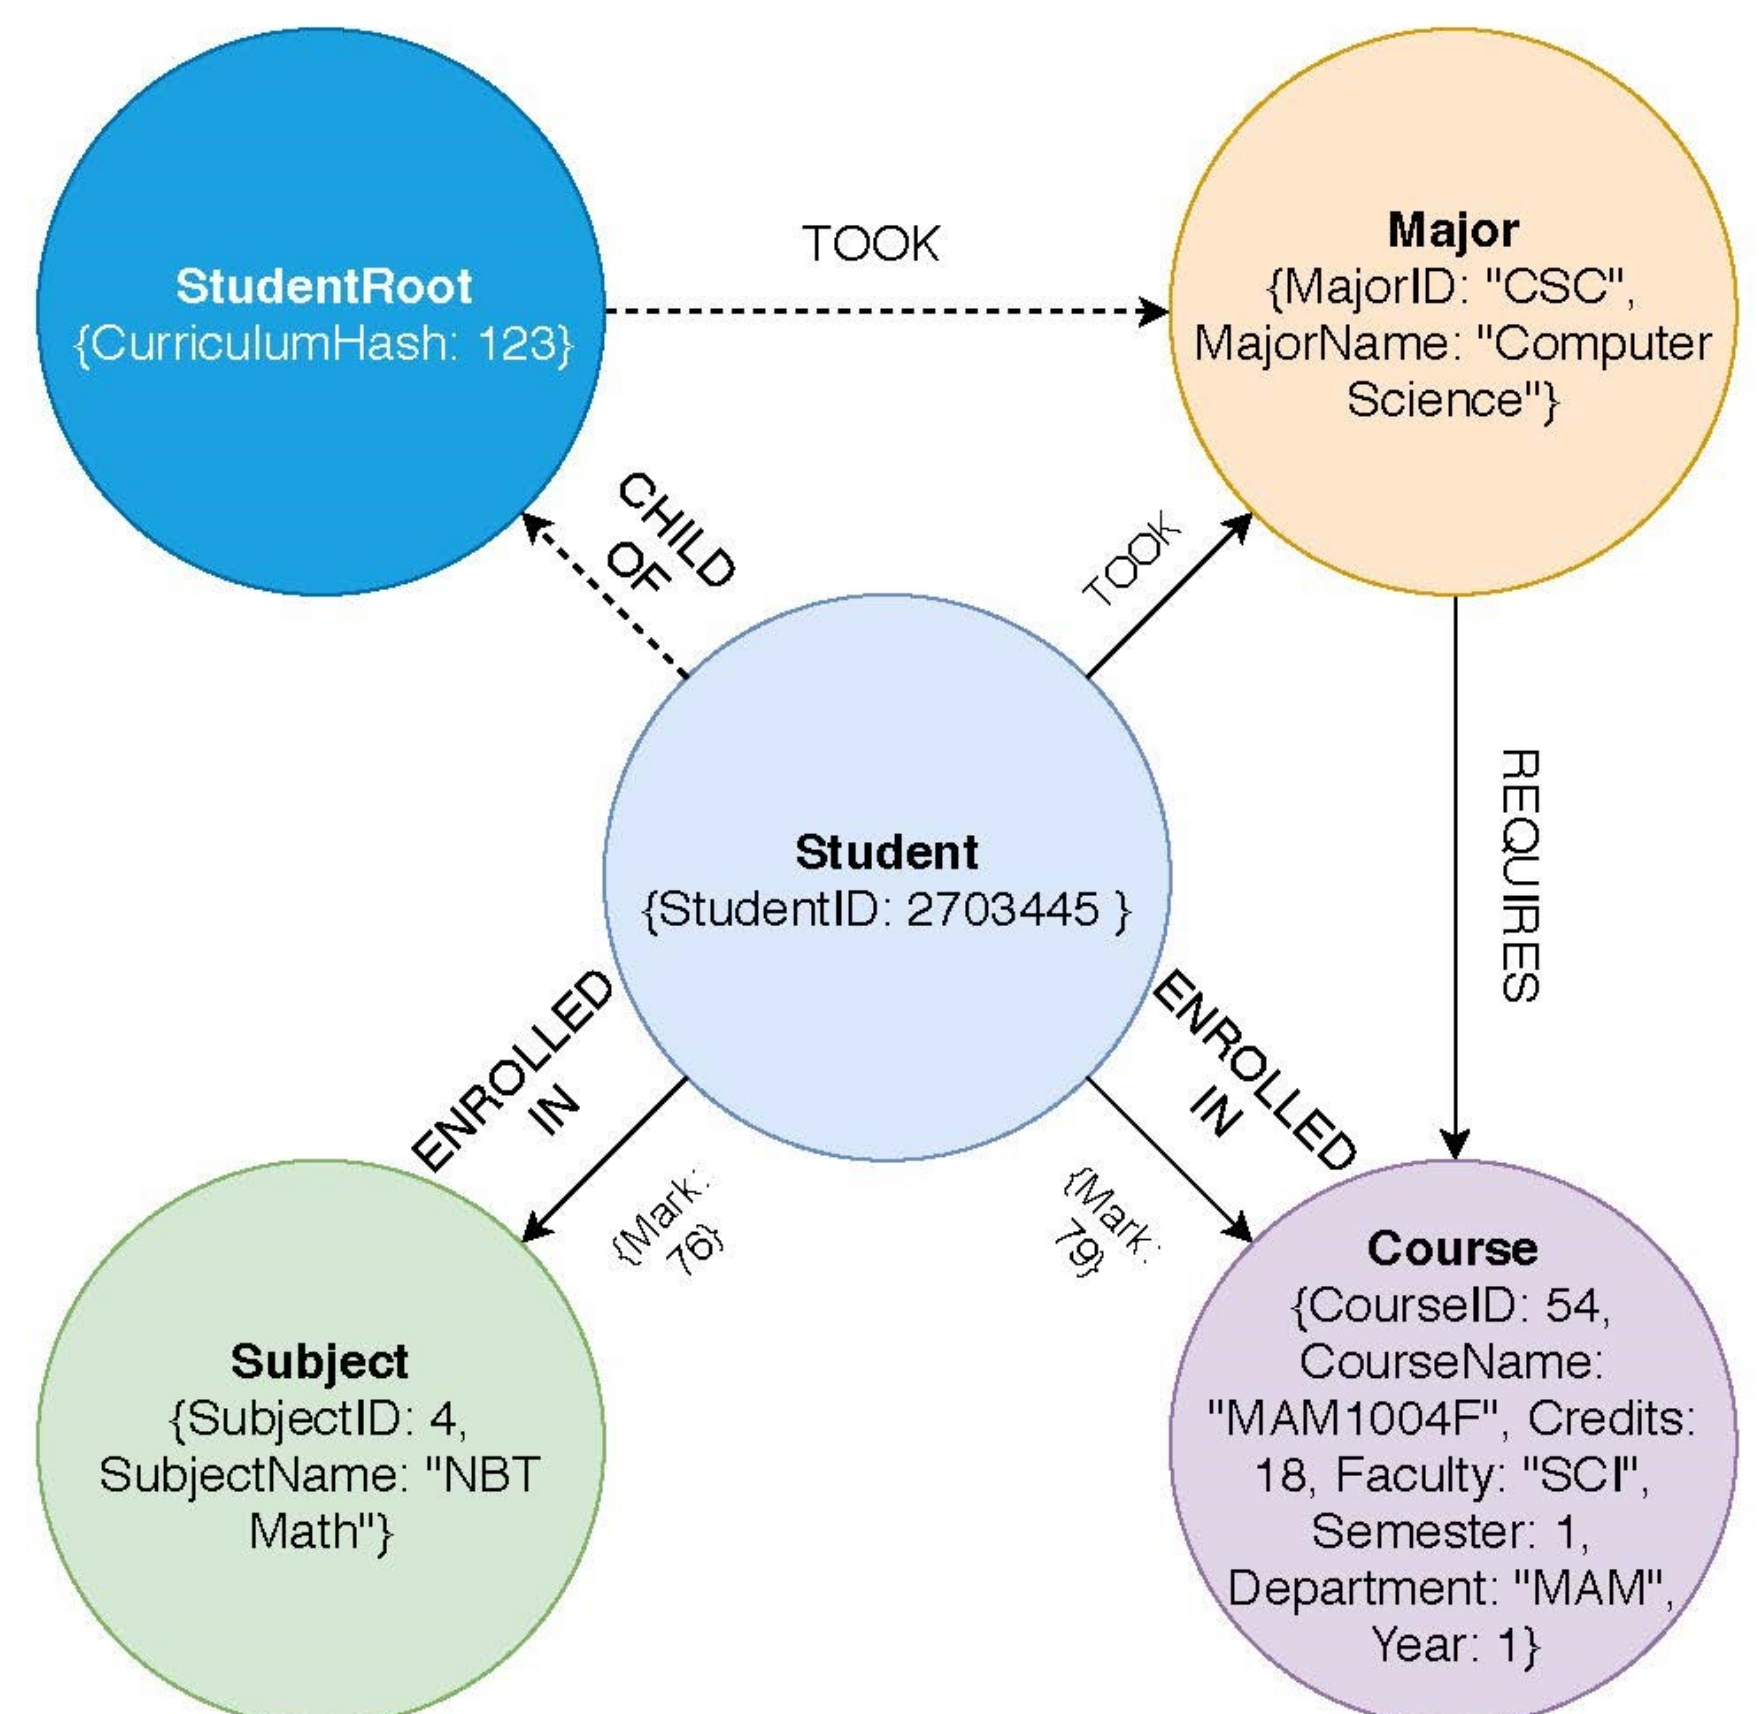 StudentRoot
{CurriculumHash: 123}
TOOK
Major
{MajorID: "CSC",
MajorName: "Computer
Science"}
CHILD
OF
TOOK
REQUIRES
Student
{StudentID: 2703445 }
ENROLLED
IN
{Mark:
76}
ENROLLED
IN
{Mark:
79}
Subject
{SubjectID: 4,
SubjectName: "NBT
Math"}
Course
{CourseID: 54,
CourseName:
"MAM1004F", Credits:
18, Faculty: "SCI",
Semester: 1,
Department: "MAM",
Year: 1}